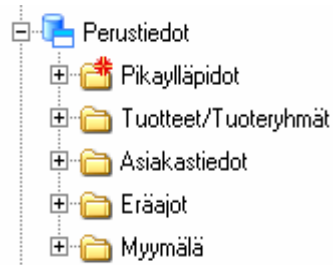 Perustiedot
Pikaylläpidot
Tuotteet/Tuoteryhmät
Asiakastiedot
Eräajot
Myymälä